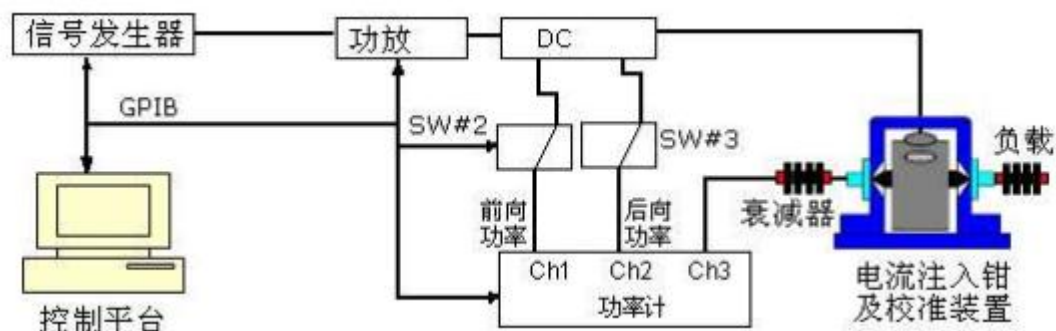 信号发生器
功放
DC
GPIB
SW#2
SW#3
负载
前向
功率
后向
功率
衰减器
Ch1
Ch2
Ch3
功率计
控制平台
电流注入钳
及校准装置